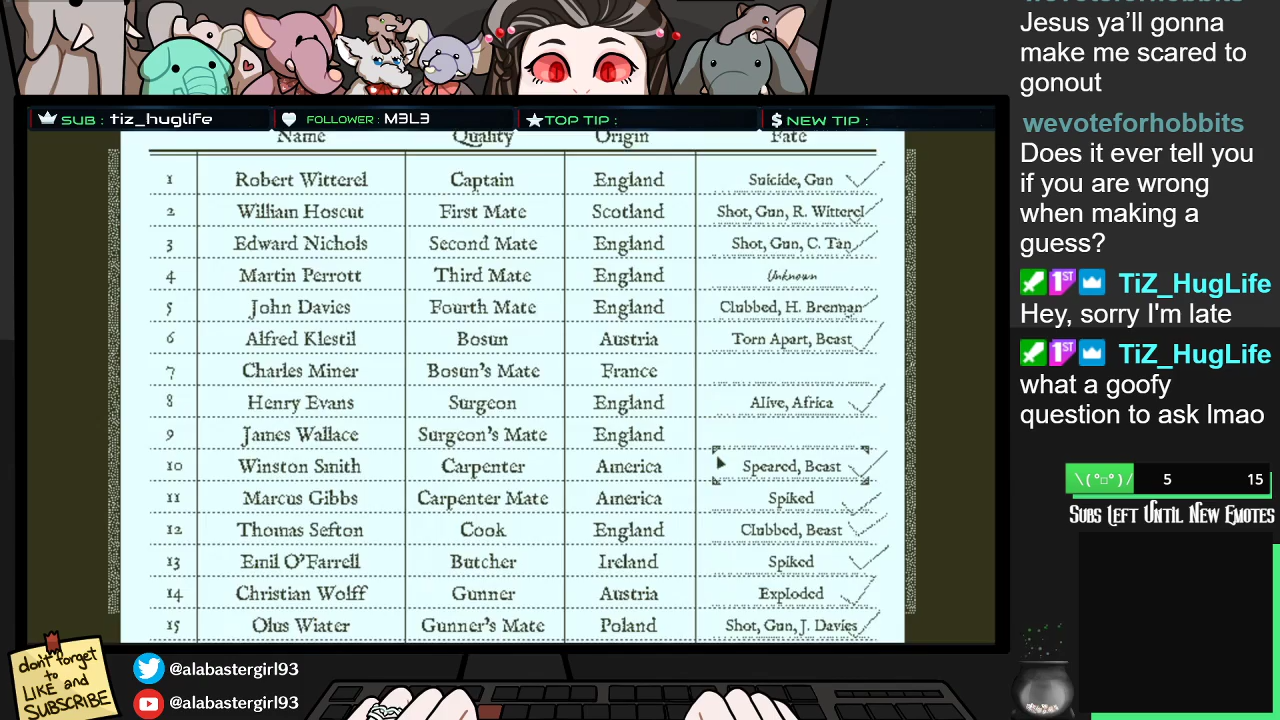 wevoteforhobbits
Jesus ya'll gonna
make me scared to
gonout
wevoteforhobbits
Does it ever tell you
if you are wrong
when making a
guess?
1ST TiZ_HugLife
Hey, sorry I'm late
1ST TiZ_HugLife
what a goofy
question to ask lmao
\(°□°)/ 5 15
Subs Left Until New Emotes
SUB : tiz_huglife
FOLLOWER : M3L3
TOP TIP :
$ NEW TIP :
Name Quality Origin Fate
1 Robert Witterel Captain England Suicide, Gun
2 William Hoscut First Mate Scotland Shot, Gun, R. Witterel
3 Edward Nichols Second Mate England Shot, Gun, C. Tan
4 Martin Perrott Third Mate England Unknown
5 John Davies Fourth Mate England Clubbed, H. Brennan
6 Alfred Klestil Bosun Austria Torn Apart, Beast
7 Charles Miner Bosun's Mate France
8 Henry Evans Surgeon England Alive, Africa
9 James Wallace Surgeon's Mate England
10 Winston Smith Carpenter America Speared, Beast
11 Marcus Gibbs Carpenter Mate America Spiked
12 Thomas Sefton Cook England Clubbed, Beast
13 Emil O'Farrell Butcher Ireland Spiked
14 Christian Wolff Gunner Austria Exploded
15 Olus Wiater Gunner's Mate Poland Shot, Gun, J. Davies
don't forget
to
LIKE and
SUBSCRIBE
@alabastergirl93
@alabastergirl93